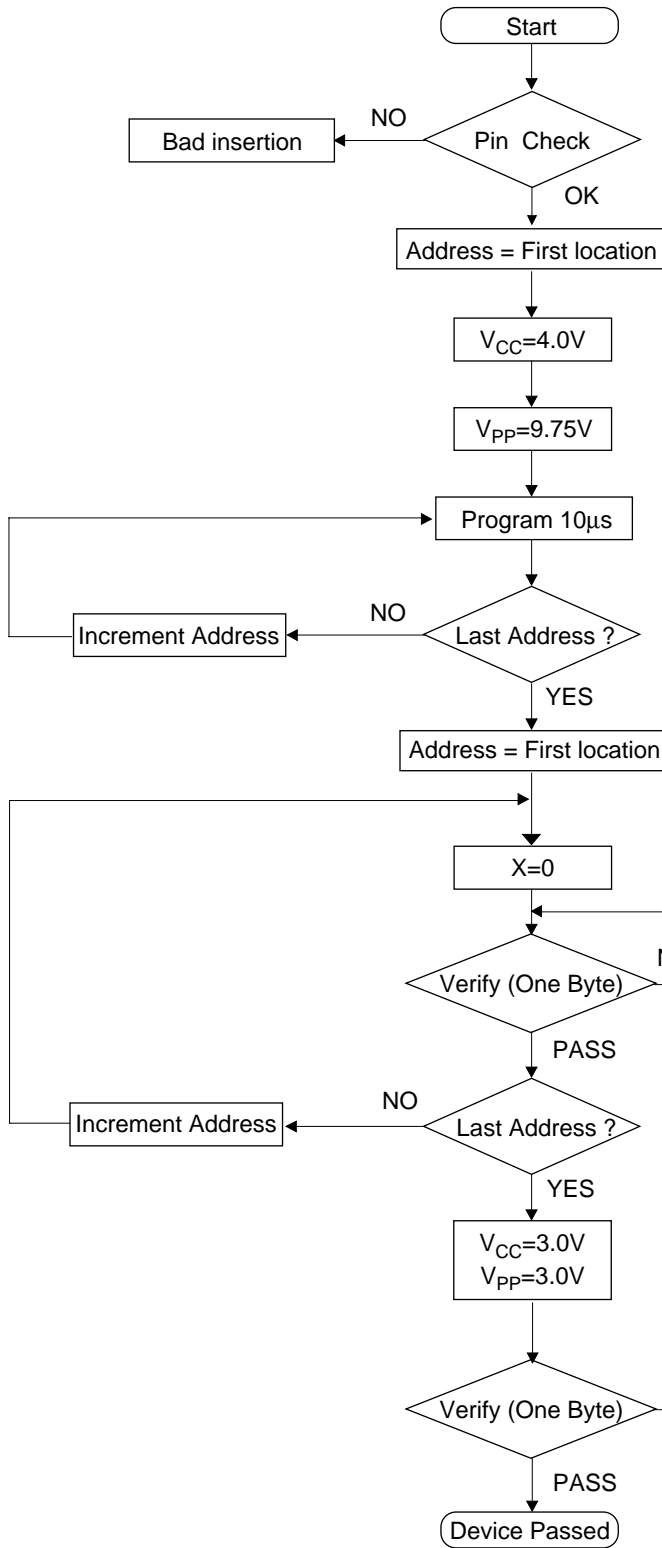 Start
NO
Bad insertion
Pin Check
OK
Address = First location
VCC=4.0V
VPP=9.75V
Program 10μs
NO
Increment Address
Last Address ?
YES
Address = First location
X=0
Verify (One Byte)
PASS
NO
Increment Address
Last Address ?
YES
VCC=3.0V
VPP=3.0V
Verify (One Byte)
PASS
Device Passed